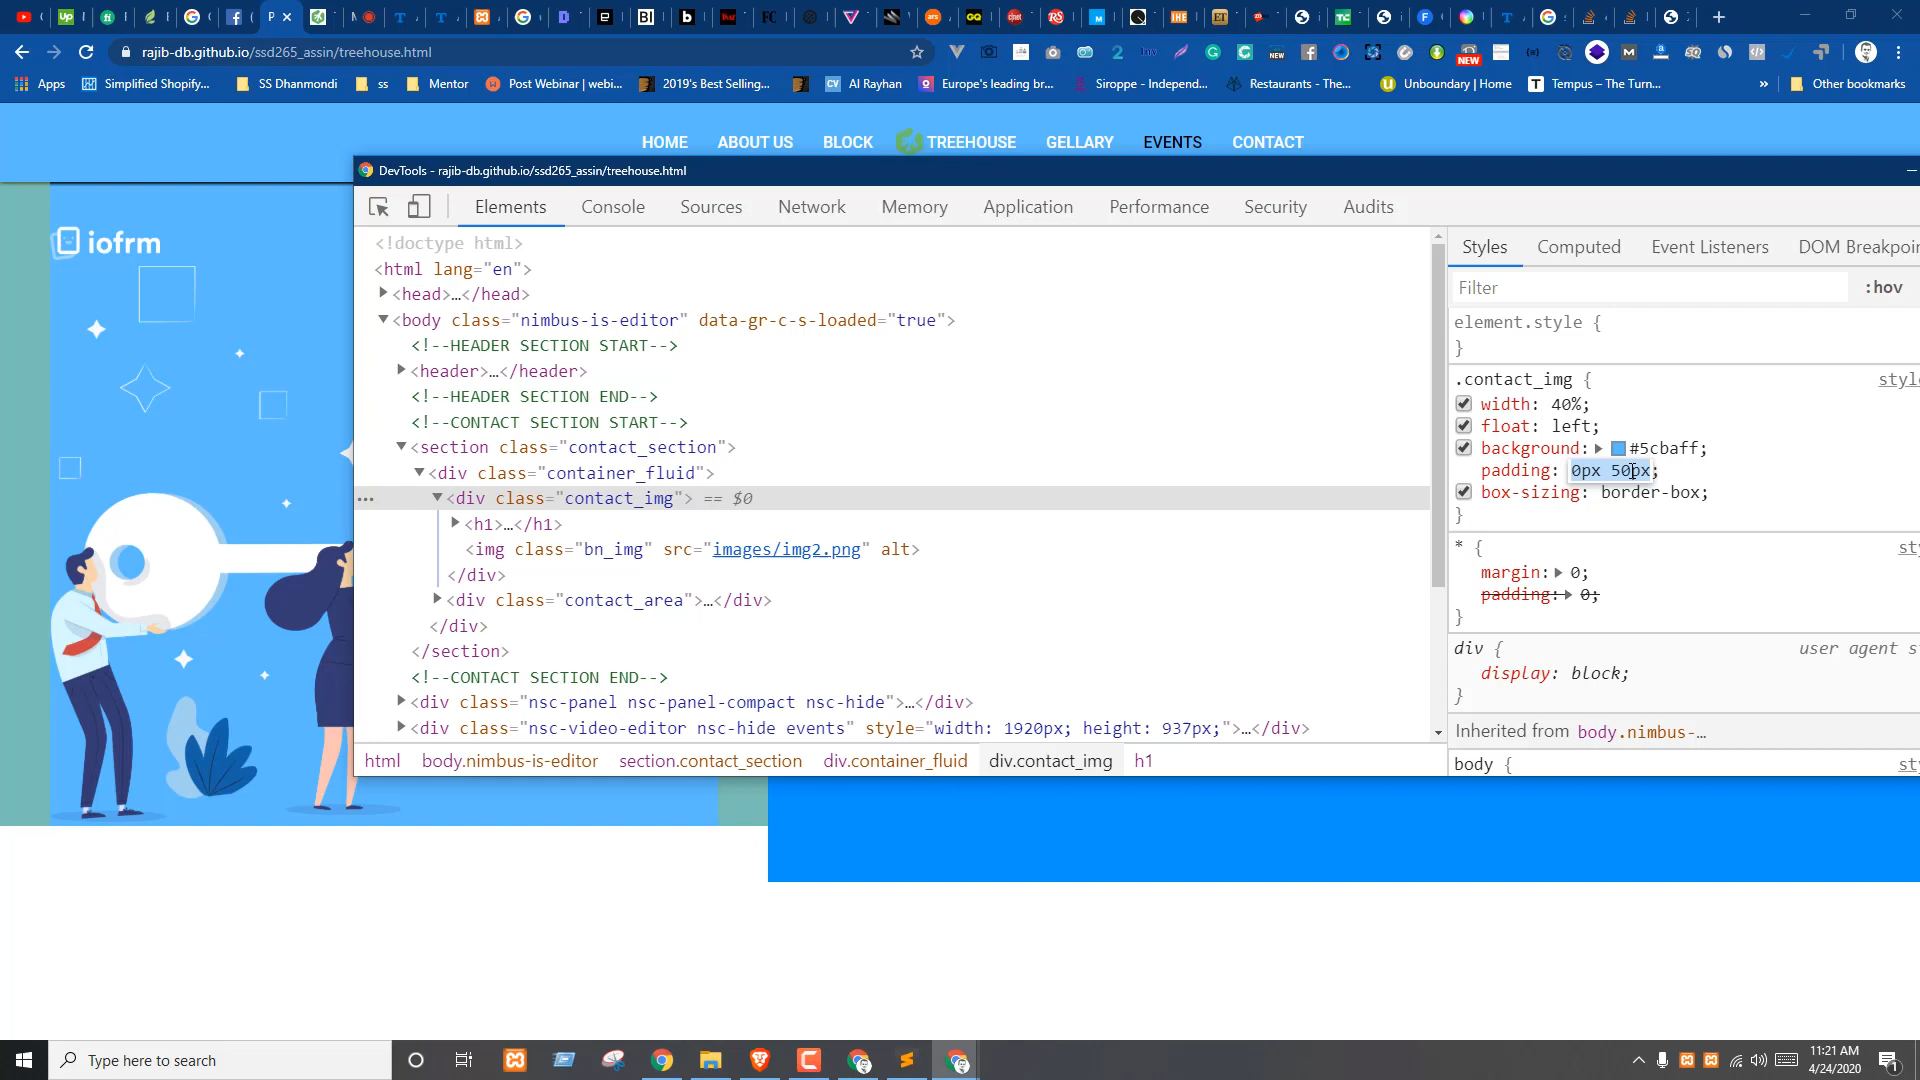 rajib-db.github.io/ssd265_assin/treehouse.html
Apps
Simplified Shopify...
SS Dhanmondi
ss
Mentor
Post Webinar | webi...
2019's Best Selling...
CV
Al Rayhan
Europe's leading br...
Siroppe - Independ...
Restaurants - The...
Unboundary | Home
Tempus – The Turn...
»
Other bookmarks
HOME
ABOUT US
BLOCK
TREEHOUSE
GELLARY
EVENTS
CONTACT
DevTools - rajib-db.github.io/ssd265_assin/treehouse.html
Elements
Console
Sources
Network
Memory
Application
Performance
Security
Audits
iofrm
<!doctype html>
<html lang="en">
<head>…</head>
<body class="nimbus-is-editor" data-gr-c-s-loaded="true">
<!--HEADER SECTION START-->
<header>…</header>
<!--HEADER SECTION END-->
<!--CONTACT SECTION START-->
<section class="contact_section">
<div class="container_fluid">
<div class="contact_img"> == $0
<h1>…</h1>
<img class="bn_img" src="images/img2.png" alt>
</div>
<div class="contact_area">…</div>
</div>
</section>
<!--CONTACT SECTION END-->
<div class="nsc-panel nsc-panel-compact nsc-hide">…</div>
<div class="nsc-video-editor nsc-hide events" style="width: 1920px; height: 937px;">…</div>
html
body.nimbus-is-editor
section.contact_section
div.container_fluid
div.contact_img
h1
Styles
Computed
Event Listeners
DOM Breakpoi
Filter
:hov
element.style {
}
.contact_img {
style
width: 40%;
float: left;
background: #5cbaff;
padding: 0px 50px;
box-sizing: border-box;
}
* {
sty
margin: 0;
padding: 0;
}
div {
user agent s
display: block;
}
Inherited from body.nimbus-…
body {
sty
Type here to search
11:21 AM
4/24/2020